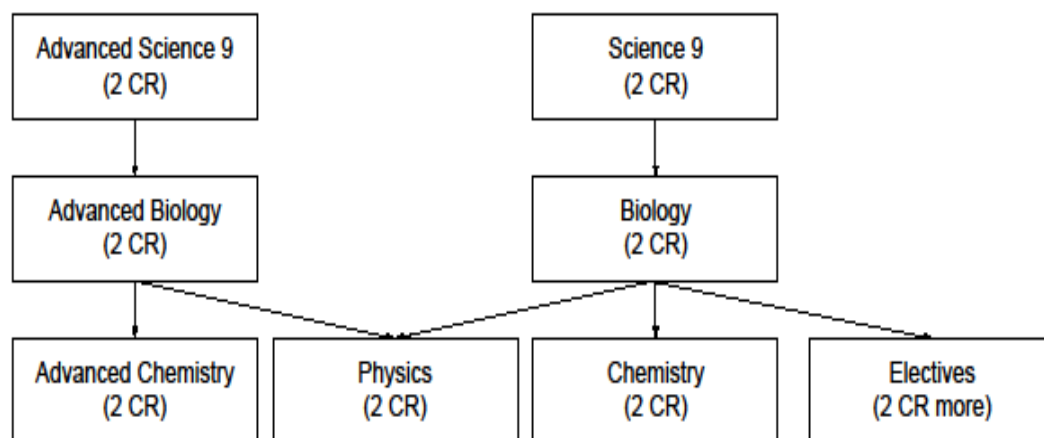 Advanced Science 9
(2 CR)
Science 9
(2 CR)
Advanced Biology
(2 CR)
Biology
(2 CR)
Advanced Chemistry
(2 CR)
Physics
(2 CR)
Chemistry
(2 CR)
Electives
(2 CR more)